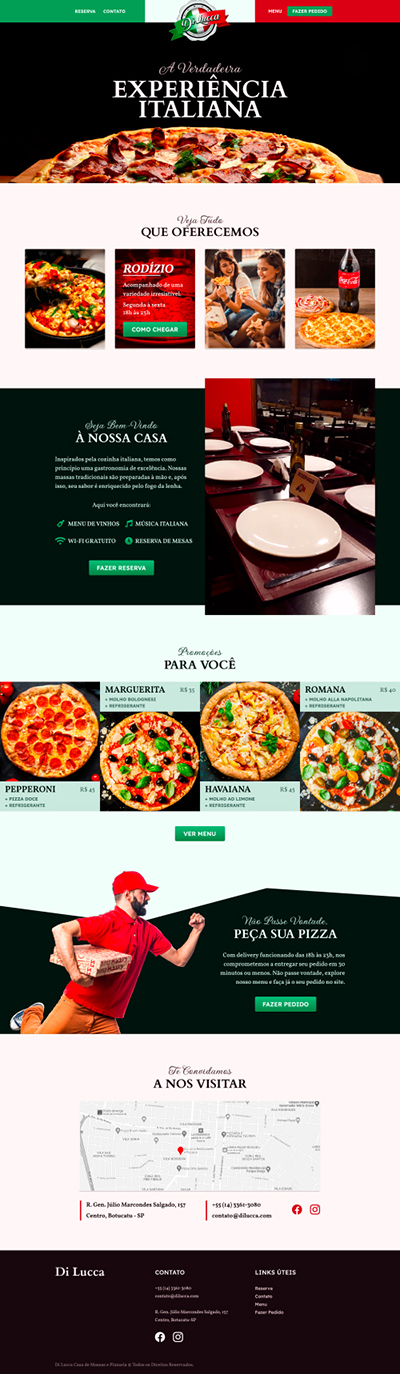 RESERVA
CONTATO
Di Lucca
MENU
FAZER PEDIDO
A Verdadeira
EXPERIÊNCIA
ITALIANA
Veja Tudo
QUE OFERECEMOS
RODÍZIO
Acompanhado de uma
variedade irresistível.
Segunda à sexta
18h às 23h
COMO CHEGAR
Coca-Cola
Seja Bem-Vindo
À NOSSA CASA
Inspirados pela cozinha italiana, temos como
princípio uma gastronomia de excelência. Nossas
massas são preparadas à mão e, após
isso, seu sabor é enriquecido pelo fogo da lenha.
Aqui você encontrará:
MENU DE VINHOS
MÚSICA ITALIANA
WI-FI GRATUITO
RESERVA DE MESAS
FAZER RESERVA
Promoções
PARA VOCÊ
MARGUERITA R$ 35
+ MOLHO BOLOGNESI
+ REFRIGERANTE
ROMANA R$ 40
+ MOLHO ALLA NAPOLITANA
+ REFRIGERANTE
PEPPERONI R$ 45
+ PIZZA DOCE
+ REFRIGERANTE
HAVAIANA R$ 45
+ MOLHO AO LIMONE
+ REFRIGERANTE
VER MENU
Não Passe Vontade,
PEÇA SUA PIZZA
Com delivery funcionando das 18h às 23h, nos
comprometemos a entregar seu pedido em 30
minutos ou menos. Não passe vontade, explore
nosso menu e faça já o seu pedido no site.
FAZER PEDIDO
Te Convidamos
A NOS VISITAR
R. Gen. Júlio Marcondes Salgado, 157
Centro, Botucatu - SP
+55 (14) 3361-3080
contato@dilucca.com
Di Lucca
CONTATO
+55 (14) 3361-3080
contato@dilucca.com
R. Gen. Júlio Marcondes Salgado, 157
Centro, Botucatu-SP
LINKS ÚTEIS
Reserva
Contato
Menu
Fazer Pedido
Di Lucca Casa de Massas e Pizzaria © Todos os Direitos Reservados.